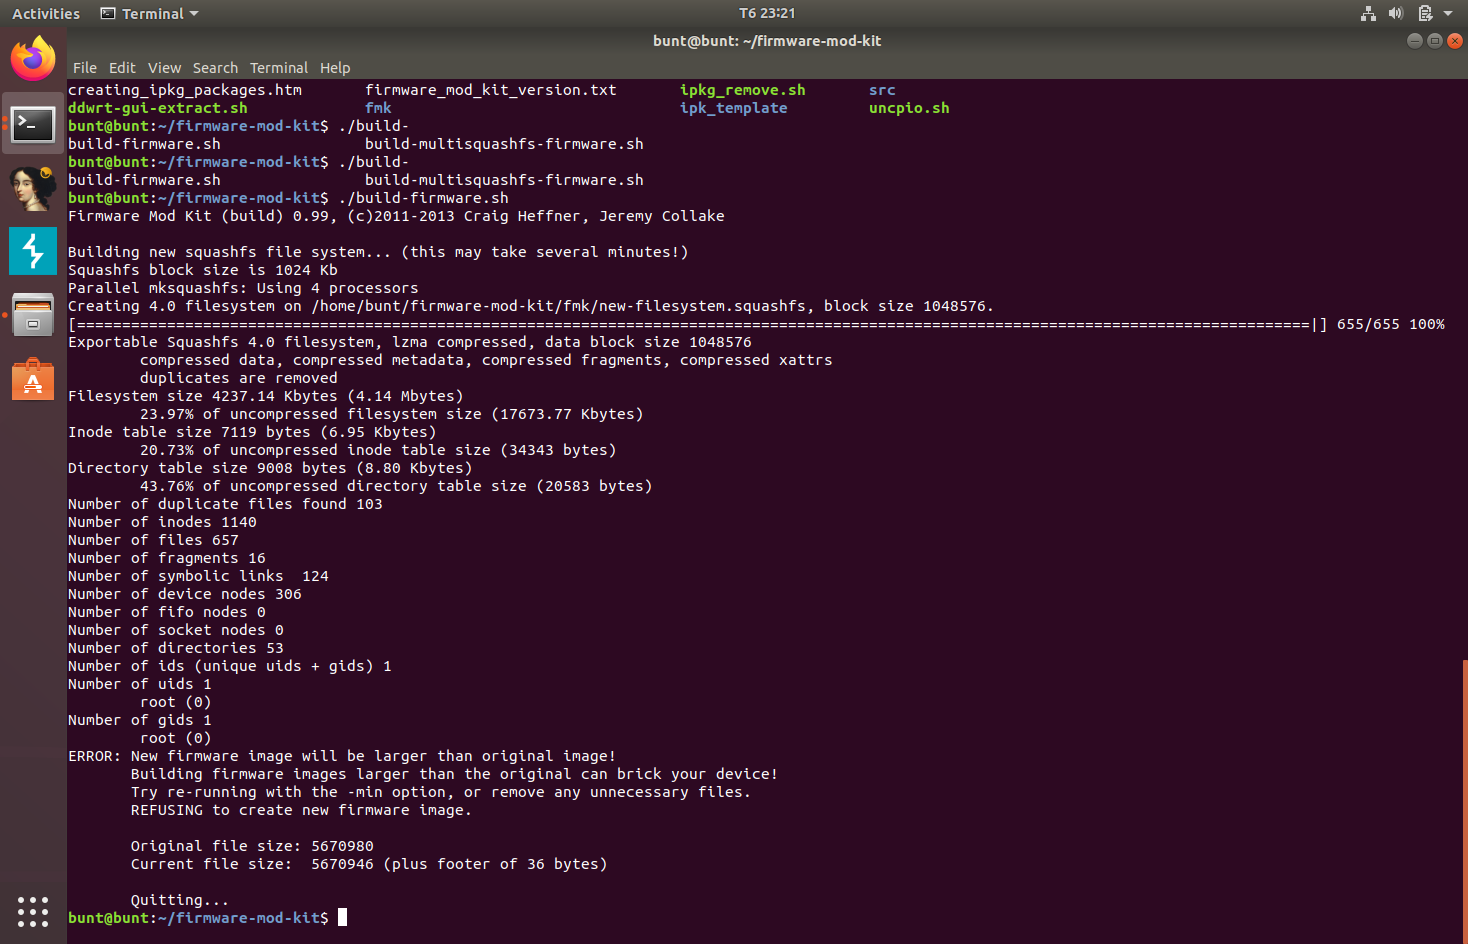 Activities Terminal T6 23:21
bunt@bunt: ~/firmware-mod-kit
File Edit View Search Terminal Help
creating_ipkg_packages.htm firmware_mod_kit_version.txt ipkg_remove.sh src
ddwrt-gui-extract.sh fmk ipk_template uncpio.sh
bunt@bunt:~/firmware-mod-kit$ ./build-
build-firmware.sh build-multisquashfs-firmware.sh
bunt@bunt:~/firmware-mod-kit$ ./build-
build-firmware.sh build-multisquashfs-firmware.sh
bunt@bunt:~/firmware-mod-kit$ ./build-firmware.sh
Firmware Mod Kit (build) 0.99, (c)2011-2013 Craig Heffner, Jeremy Collake
Building new squashfs file system... (this may take several minutes!)
Squashfs block size is 1024 Kb
Parallel mksquashfs: Using 4 processors
Creating 4.0 filesystem on /home/bunt/firmware-mod-kit/fmk/new-filesystem.squashfs, block size 1048576.
[=========================================================================================================================================|] 655/655 100%
Exportable Squashfs 4.0 filesystem, lzma compressed, data block size 1048576
compressed data, compressed metadata, compressed fragments, compressed xattrs
duplicates are removed
Filesystem size 4237.14 Kbytes (4.14 Mbytes)
23.97% of uncompressed filesystem size (17673.77 Kbytes)
Inode table size 7119 bytes (6.95 Kbytes)
20.73% of uncompressed inode table size (34343 bytes)
Directory table size 9008 bytes (8.80 Kbytes)
43.76% of uncompressed directory table size (20583 bytes)
Number of duplicate files found 103
Number of inodes 1140
Number of files 657
Number of fragments 16
Number of symbolic links  124
Number of device nodes 306
Number of fifo nodes 0
Number of socket nodes 0
Number of directories 53
Number of ids (unique uids + gids) 1
Number of uids 1
root (0)
Number of gids 1
root (0)
ERROR: New firmware image will be larger than original image!
Building firmware images larger than the original can brick your device!
Try re-running with the -min option, or remove any unnecessary files.
REFUSING to create new firmware image.
Original file size: 5670980
Current file size:  5670946 (plus footer of 36 bytes)
Quitting...
bunt@bunt:~/firmware-mod-kit$